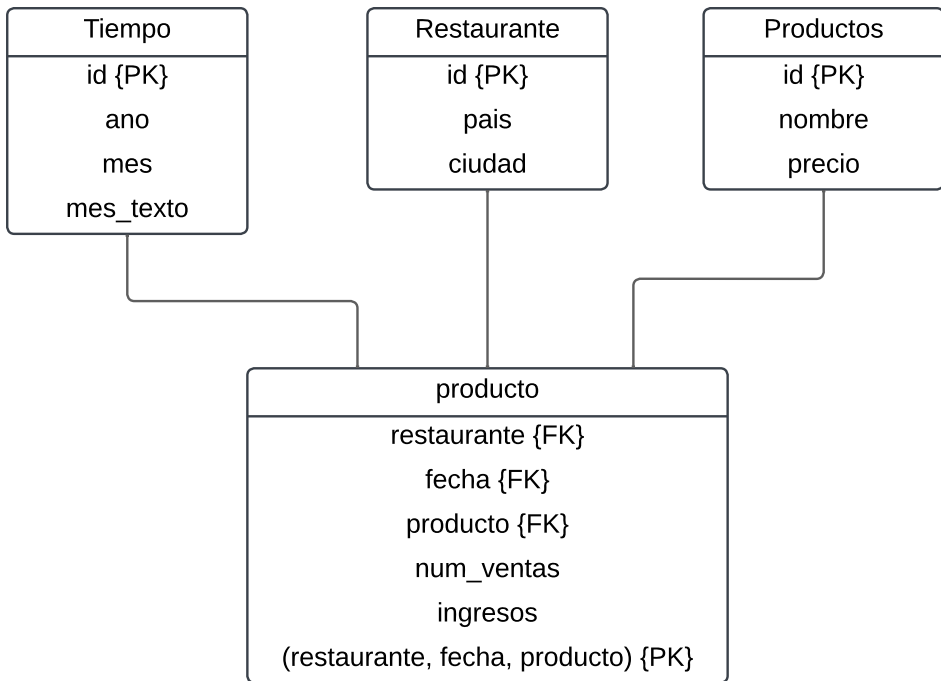 Tiempo
id {PK}
ano
mes
mes_texto
Restaurante
id {PK}
pais
ciudad
Productos
id {PK}
nombre
precio
producto
restaurante {FK}
fecha {FK}
producto {FK}
num_ventas
ingresos
(restaurante, fecha, producto) {PK}